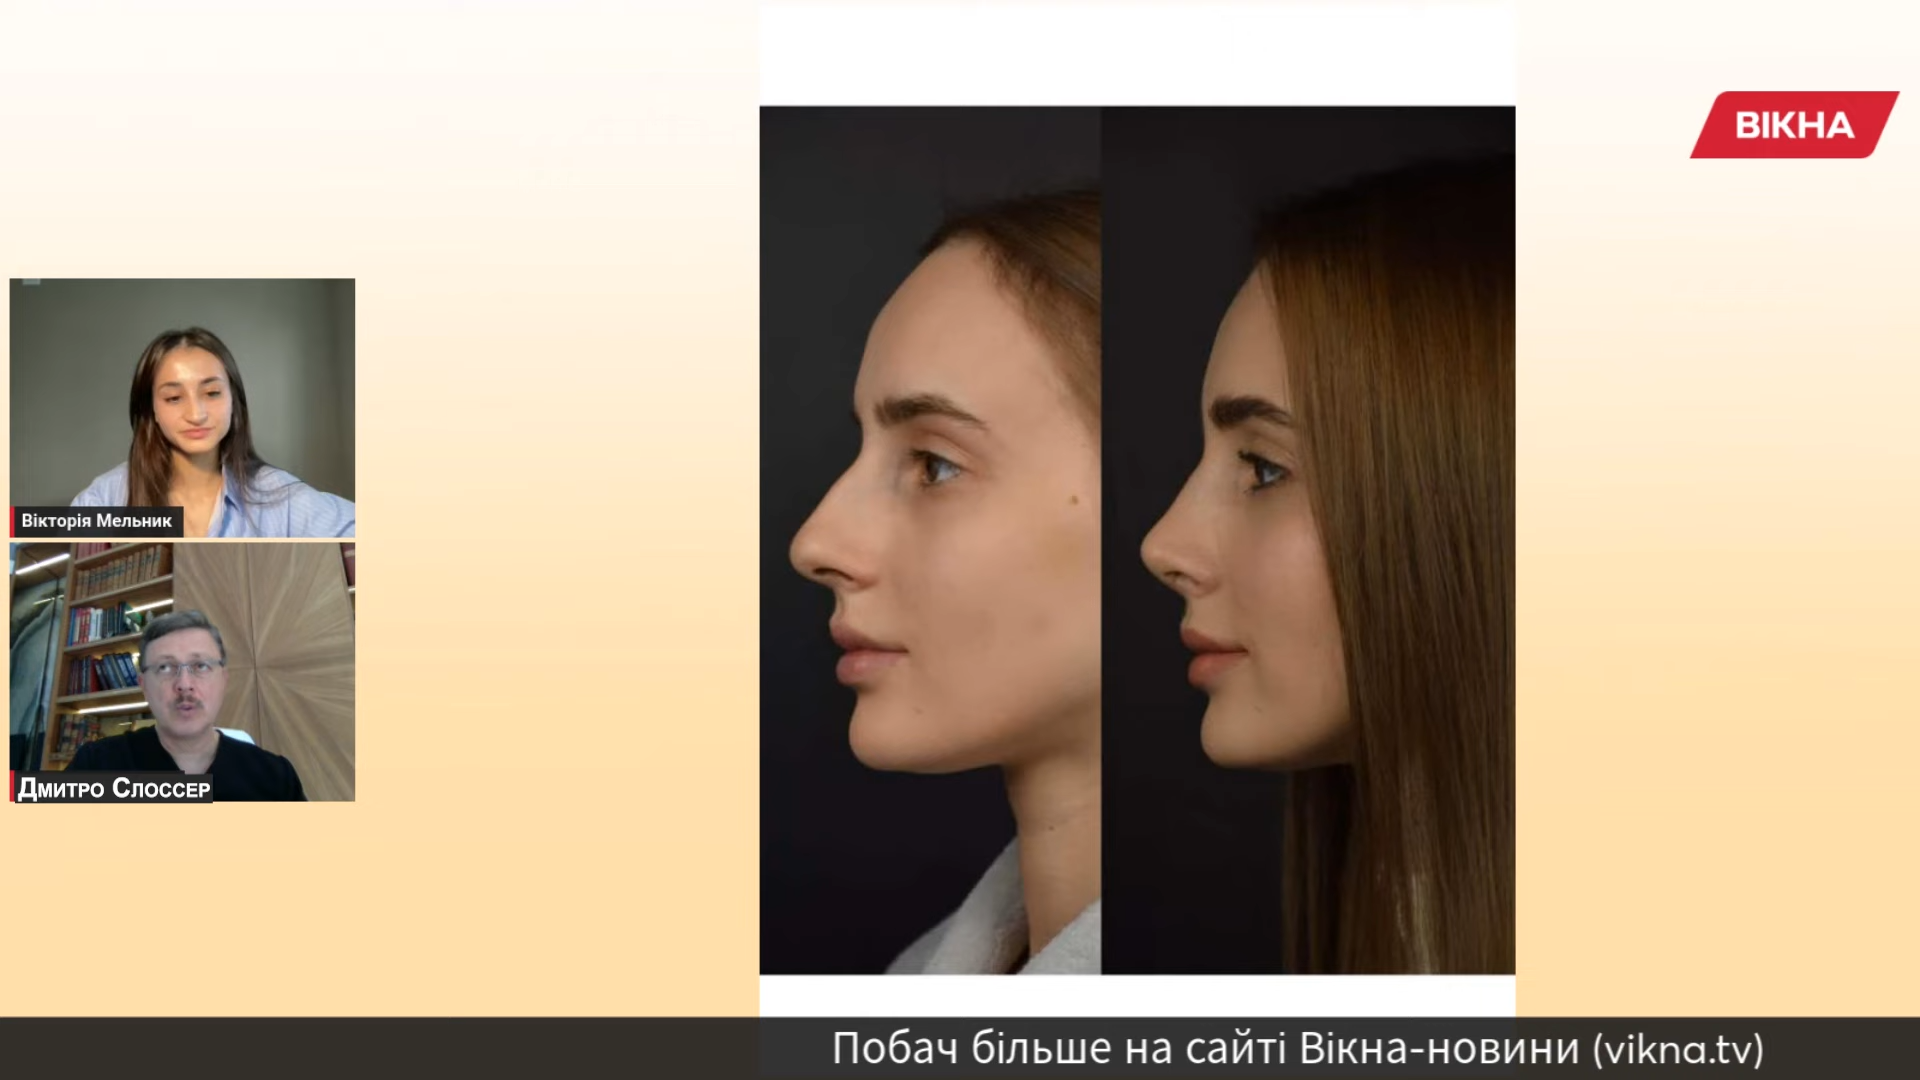 ВІКНА
Вікторія Мельник
Дмитро Слоссер
Побач більше на сайті Вікна-новини (vikna.tv)